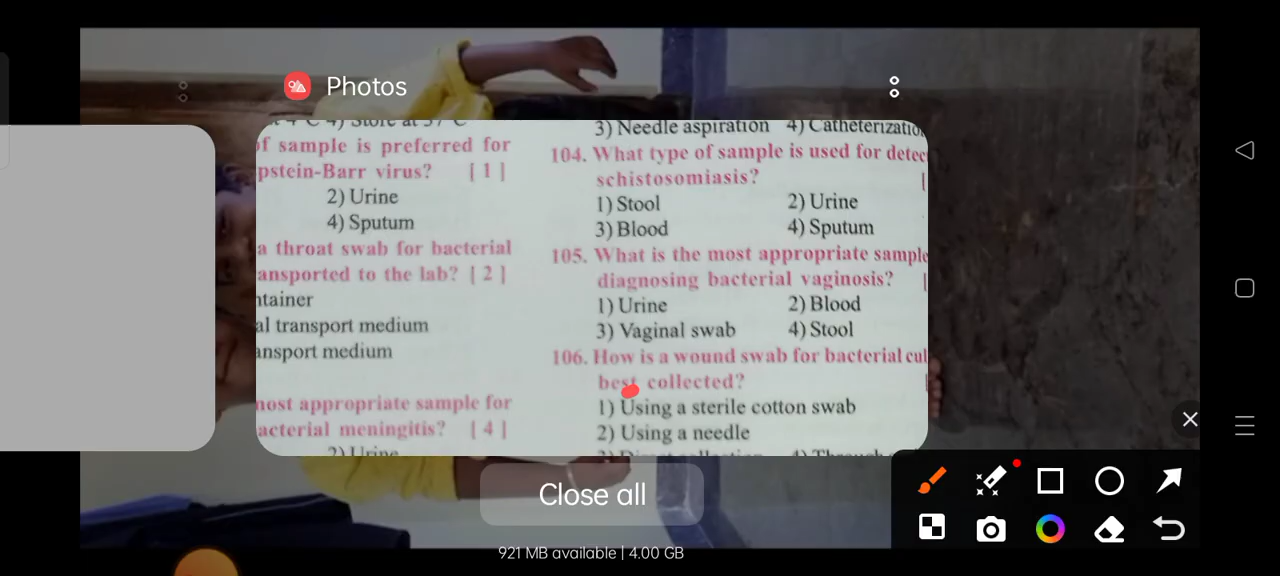 Photos
of sample is preferred for
pstein-Barr virus? [ 1 ]
2) Urine
4) Sputum
a throat swab for bacterial
ansported to the lab? [ 2 ]
ntainer
al transport medium
ansport medium
most appropriate sample for
acterial meningitis? [ 4 ]
2) Urine
3) Needle aspiration 4) Catheterizatio
104. What type of sample is used for detec
schistosomiasis? [
1) Stool 2) Urine
3) Blood 4) Sputum
105. What is the most appropriate sample
diagnosing bacterial vaginosis? [
1) Urine 2) Blood
3) Vaginal swab 4) Stool
106. How is a wound swab for bacterial cul
best collected? [
1) Using a sterile cotton swab
2) Using a needle
Close all
921 MB available | 4.00 GB